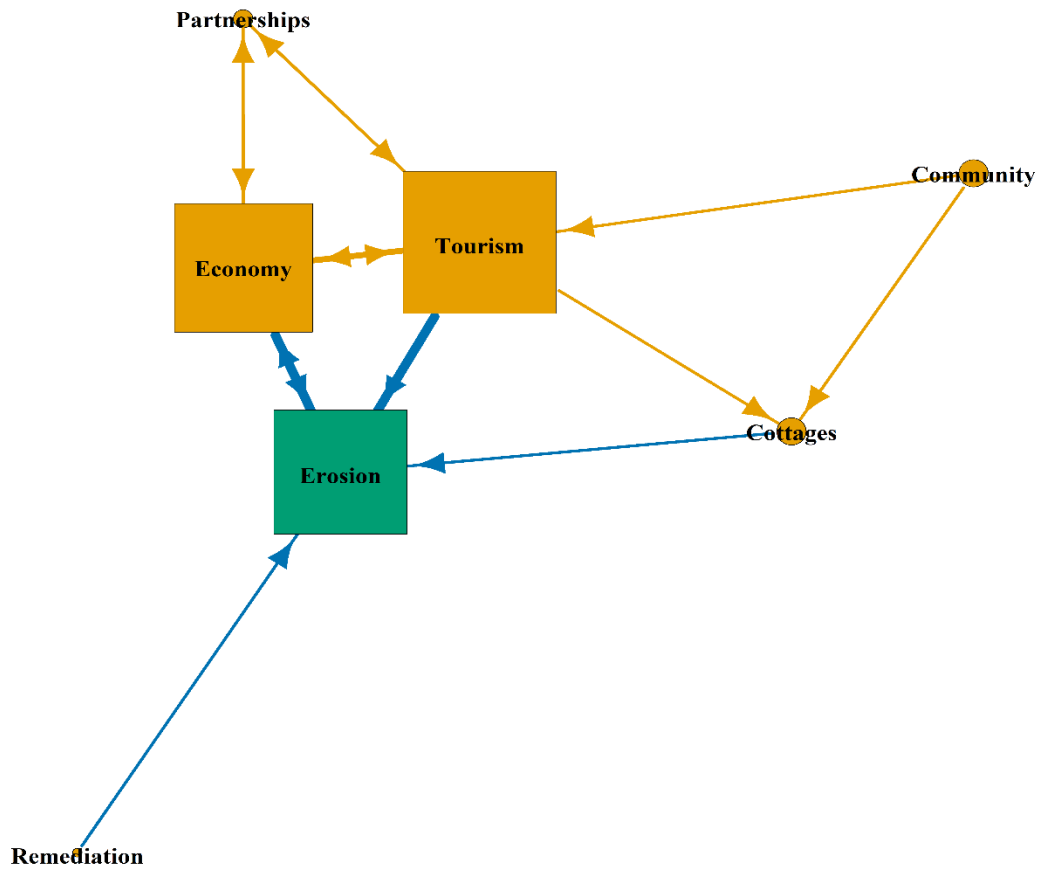 Partnerships
Community
Tourism
Economy
Cottages
Erosion
Remediation